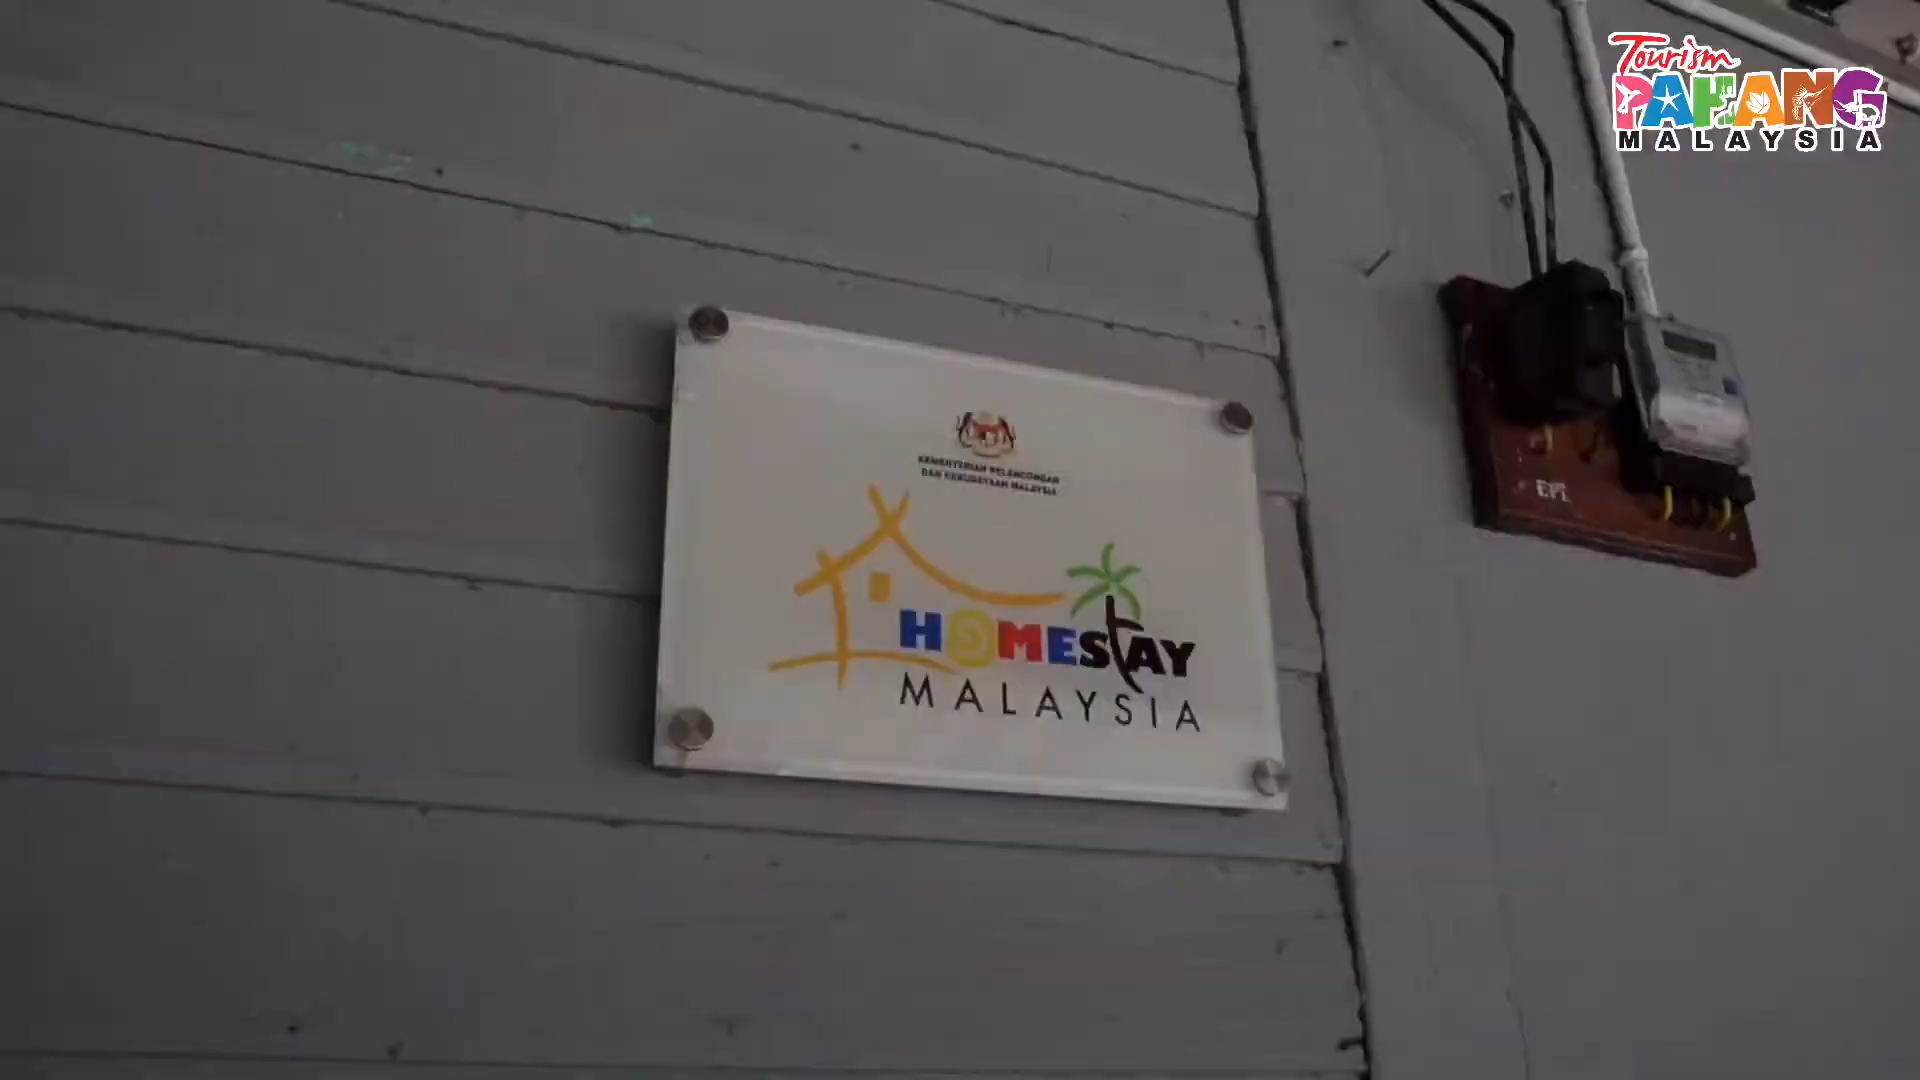 Tourism
PAHANG
MALAYSIA
KEMENTERIAN PELANCONGAN
DAN KEBUDAYAAN MALAYSIA
HOMESTAY
MALAYSIA